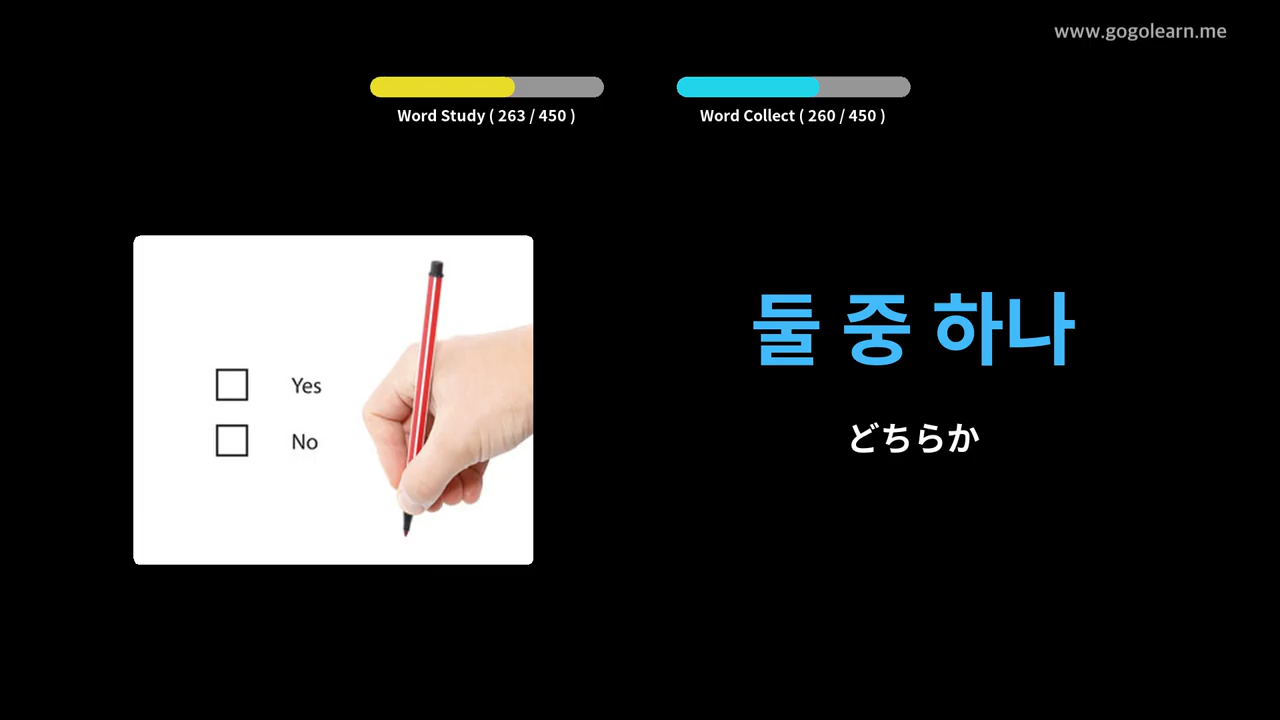 www.gogolearn.me
Word Study ( 263 / 450 )
Word Collect ( 260 / 450 )
Yes
No
둘 중 하나
どちらか